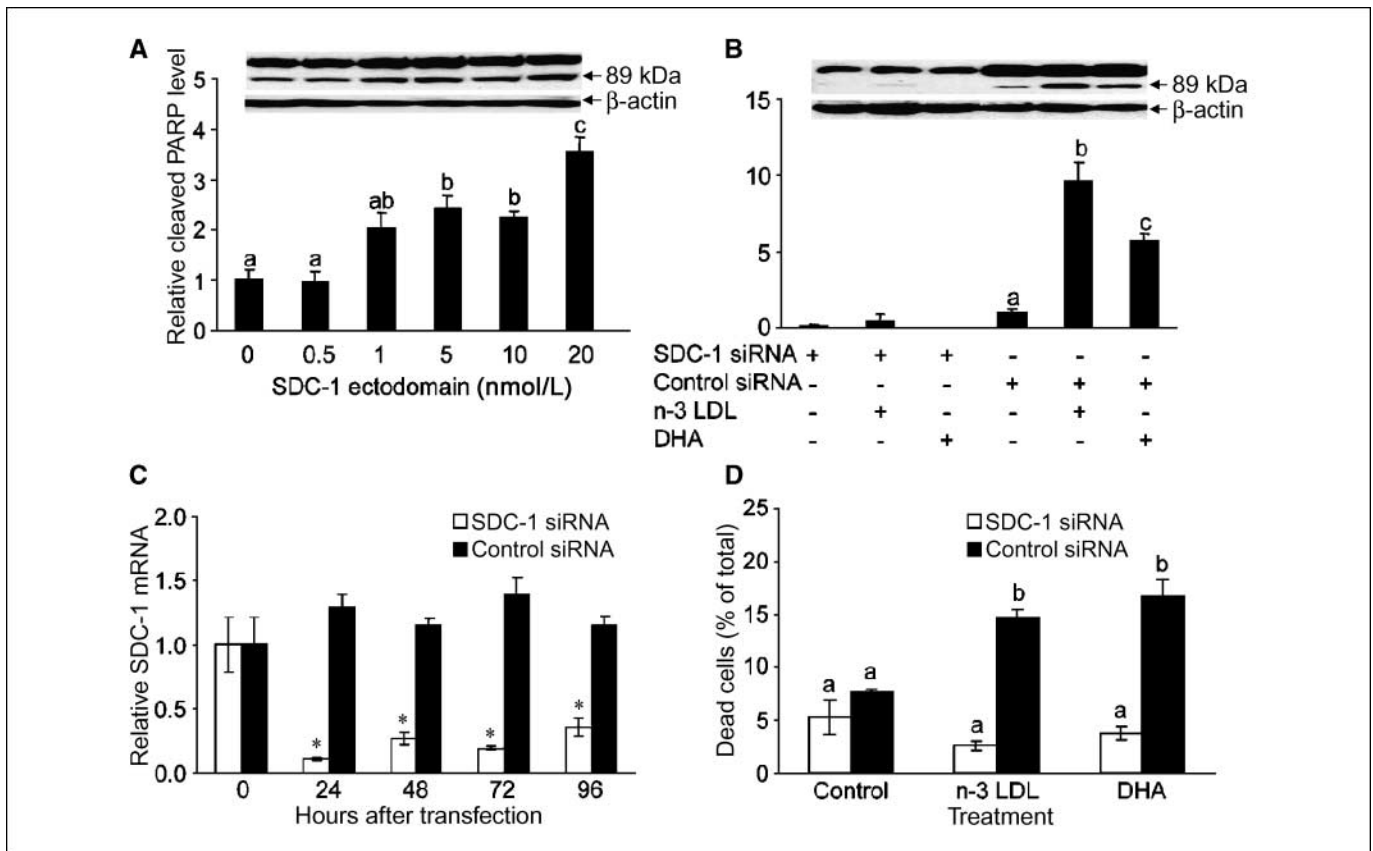 A
89 kDa
β-actin
Relative cleaved PARP level
5
4
3
2
1
0
a
a
ab
b
b
c
0 0.5 1 5 10 20
SDC-1 ectodomain (nmol/L)
B
89 kDa
β-actin
15
10
5
0
a
b
c
SDC-1 siRNA + + + - - -
Control siRNA - - - + + +
n-3 LDL - + - - + -
DHA - - + - - +
C
Relative SDC-1 mRNA
2.0
1.5
1.0
0.5
0.0
SDC-1 siRNA
Control siRNA
* * * *
0 24 48 72 96
Hours after transfection
D
Dead cells (% of total)
25
20
15
10
5
0
SDC-1 siRNA
Control siRNA
a a
a b
a b
Control n-3 LDL DHA
Treatment